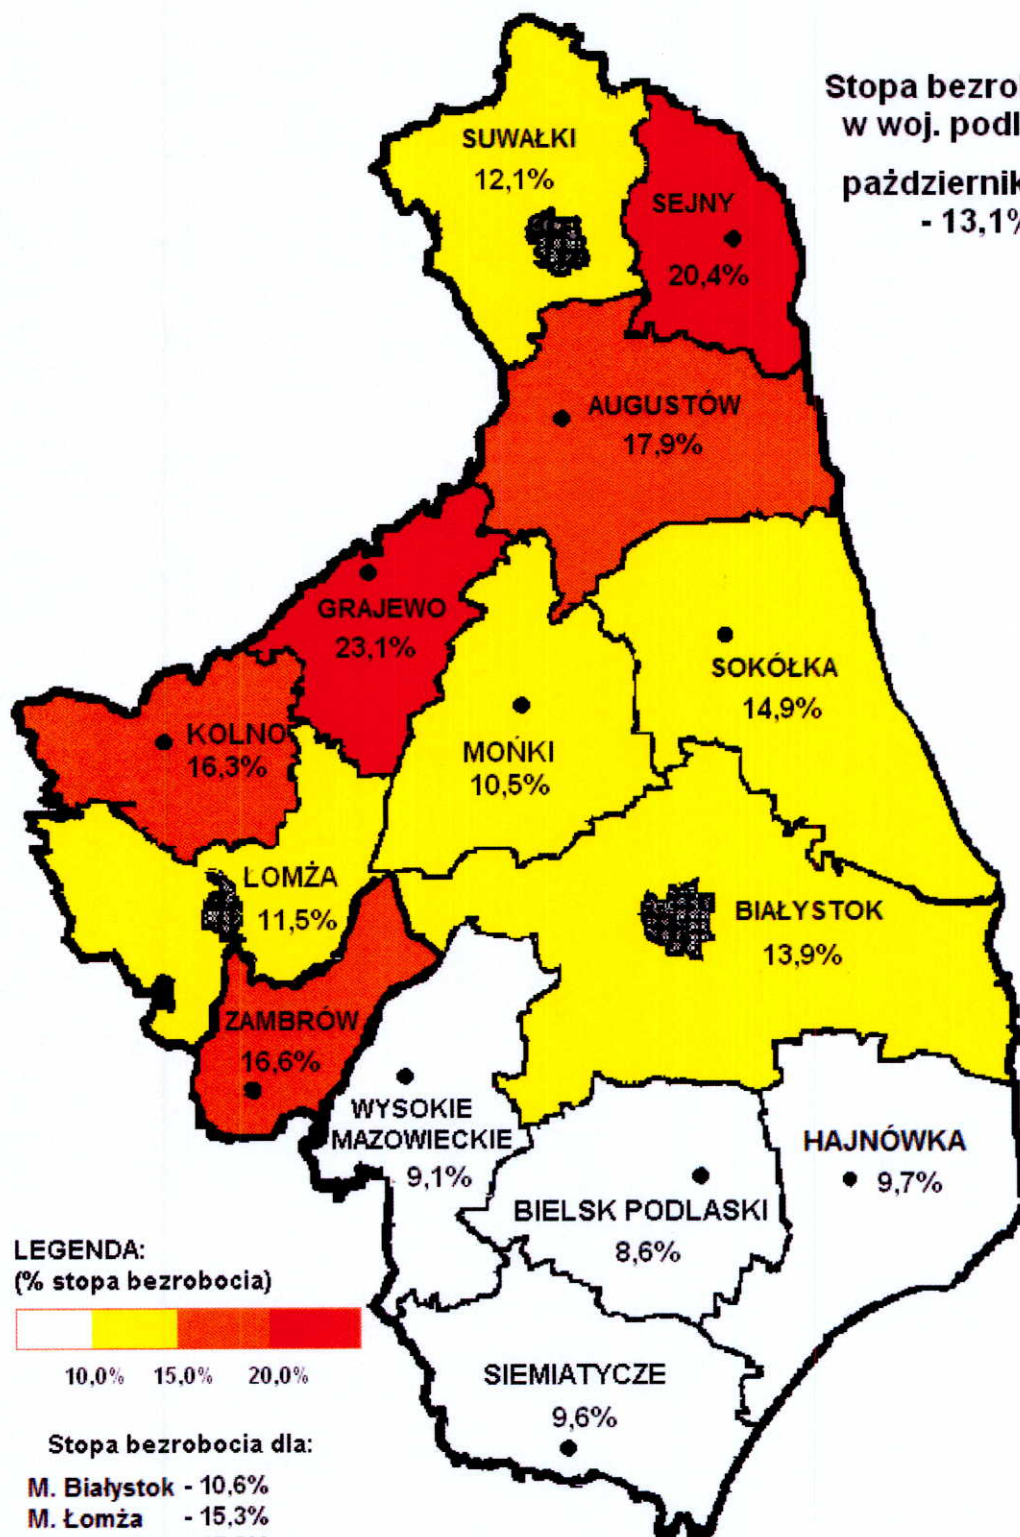 Stopa bezrob
w woj. podl
pażdziernik
- 13,1%
SUWAŁKI
12,1%
SEJNY
20,4%
AUGUSTÓW
17,9%
GRAJEWO
23,1%
SOKÓŁKA
14,9%
KOLNO
16,3%
MOŃKI
10,5%
ŁOMŻA
11,5%
BIAŁYSTOK
13,9%
ZAMBRÓW
16,6%
WYSOKIE
MAZOWIECKIE
9,1%
HAJNÓWKA
9,7%
BIELSK PODLASKI
8,6%
SIEMIATYCZE
9,6%
LEGENDA:
(% stopa bezrobocia)
10,0% 15,0% 20,0%
Stopa bezrobocia dla:
M. Białystok - 10,6%
M. Łomża - 15,3%